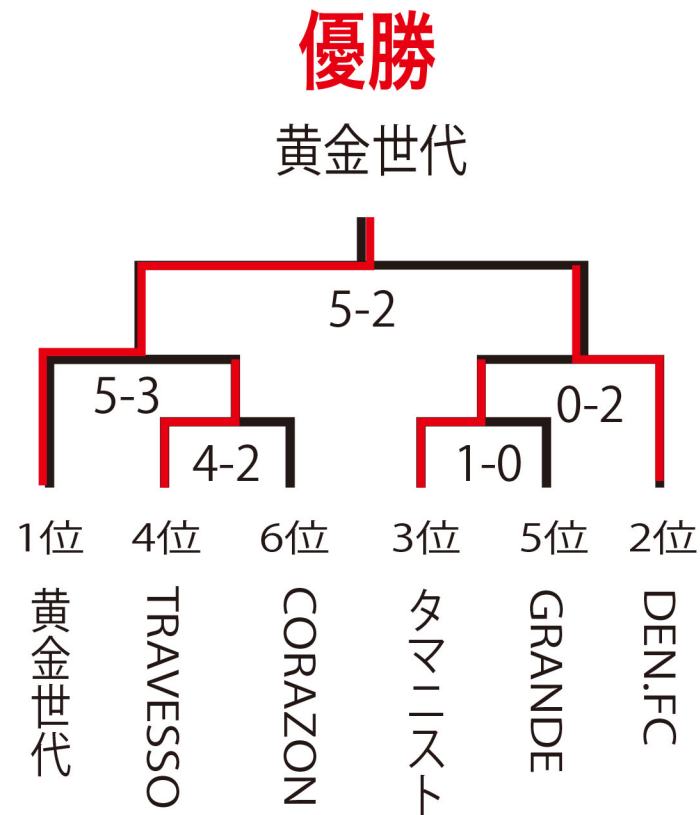 優勝
黄金世代
5-2
5-3
0-2
4-2
1-0
1位
4位
6位
3位
5位
2位
黄金世代
TRAVESSO
CORAZON
タマニスト
GRANDE
DEN.FC